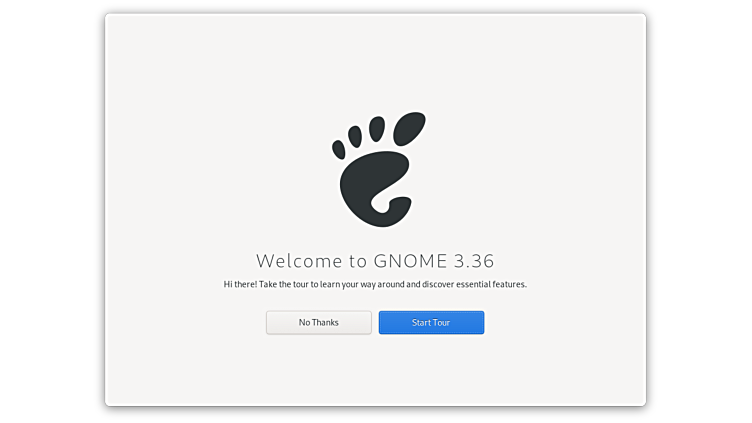 Welcome to GNOME 3.36
Hi there! Take the tour to learn your way around and discover essential features.
No Thanks
Start Tour